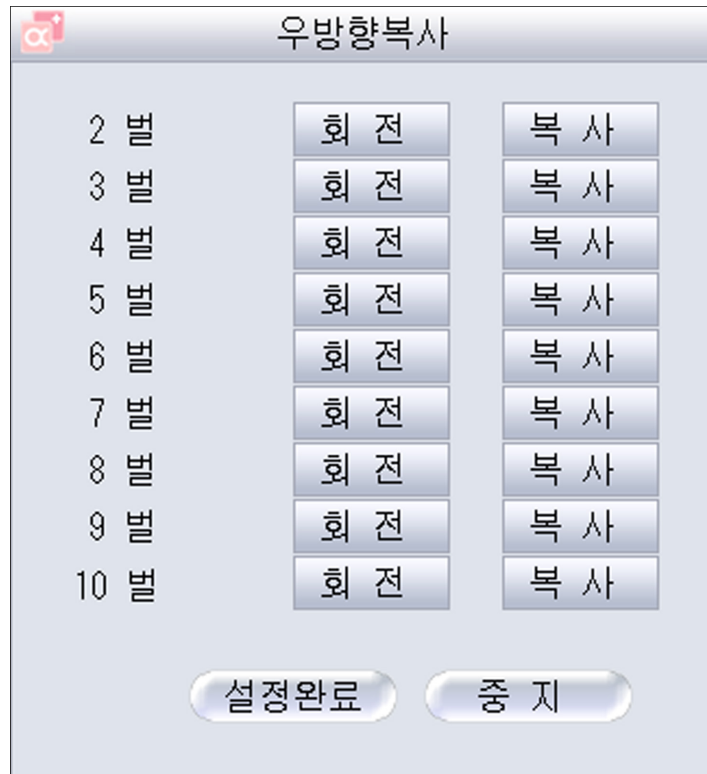 우방향복사
2 벌 회 전 복 사
3 벌 회 전 복 사
4 벌 회 전 복 사
5 벌 회 전 복 사
6 벌 회 전 복 사
7 벌 회 전 복 사
8 벌 회 전 복 사
9 벌 회 전 복 사
10 벌 회 전 복 사
설정완료 중 지